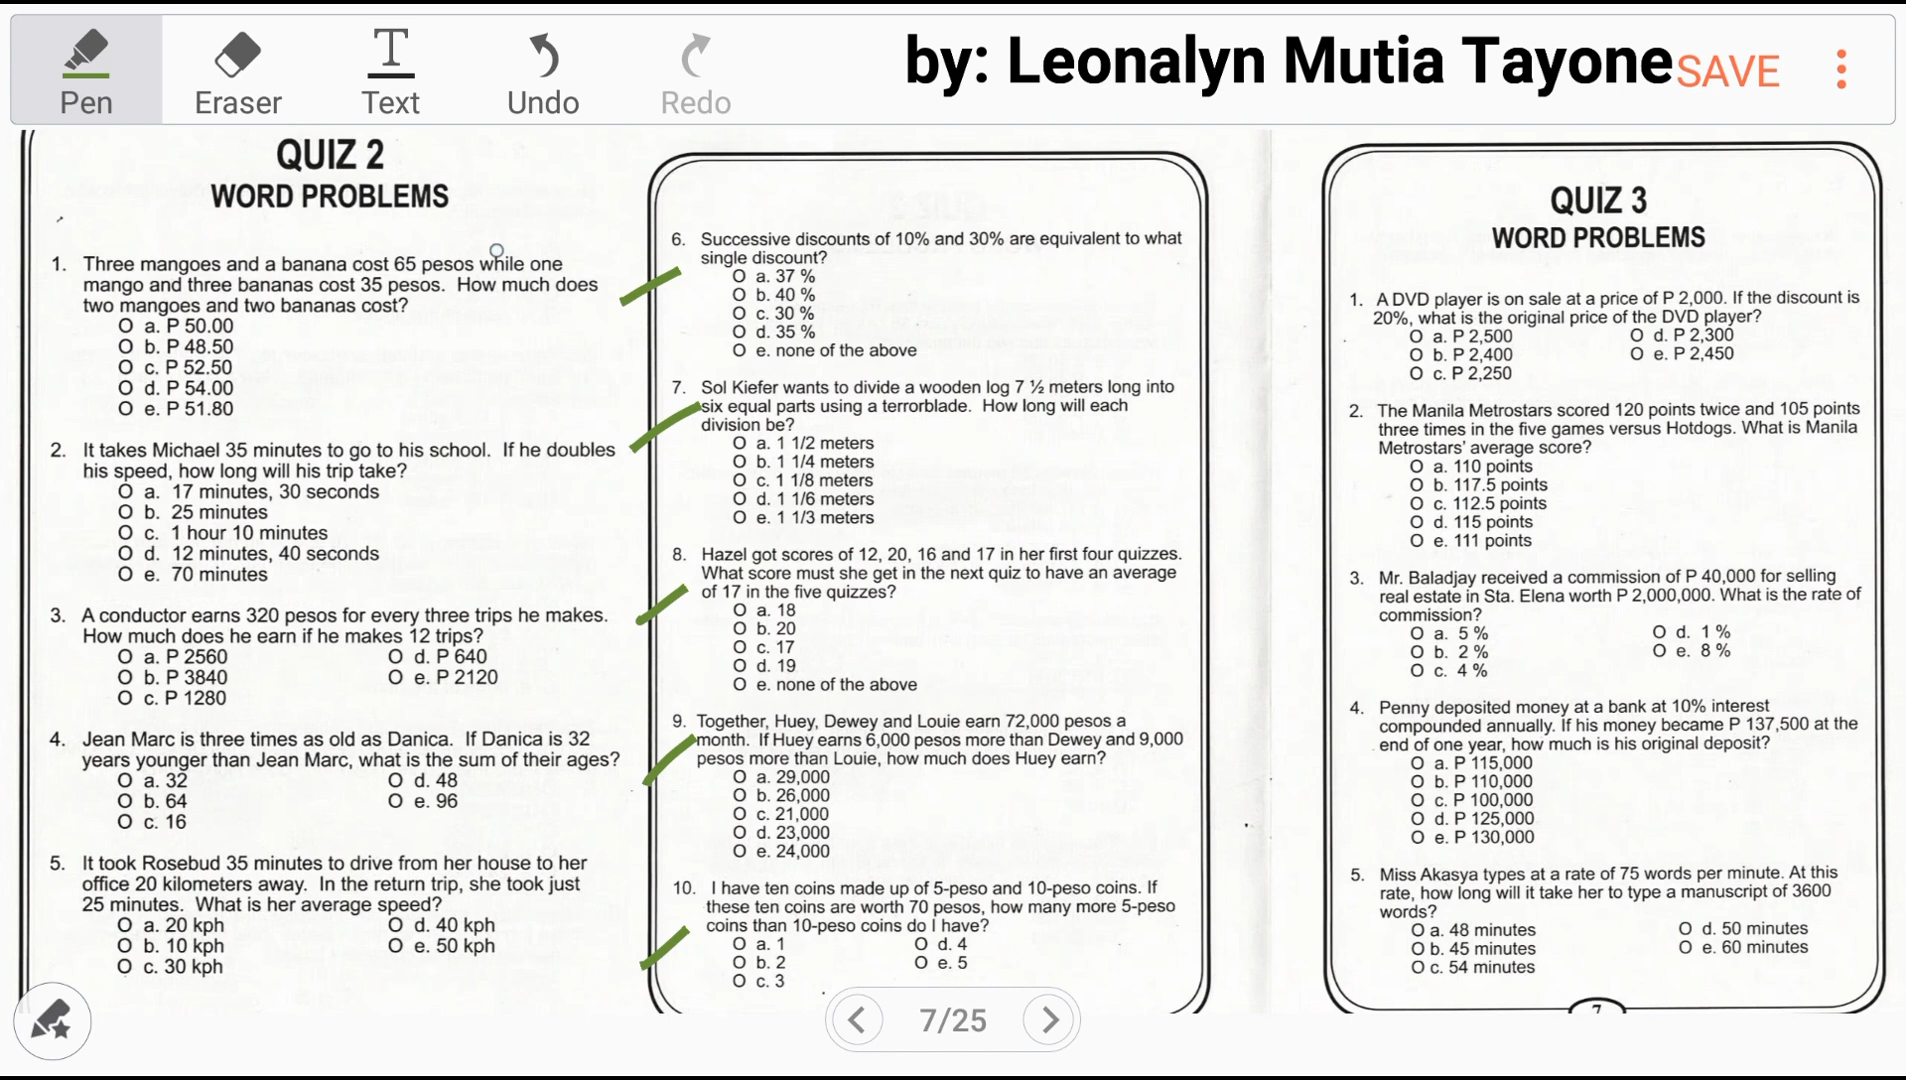 Pen
Eraser
Text
Undo
Redo
by: Leonalyn Mutia Tayone
SAVE
QUIZ 2
WORD PROBLEMS
1. Three mangoes and a banana cost 65 pesos while one
mango and three bananas cost 35 pesos. How much does
two mangoes and two bananas cost?
O a. P 50.00
O b. P 48.50
O c. P 52.50
O d. P 54.00
O e. P 51.80
2. It takes Michael 35 minutes to go to his school. If he doubles
his speed, how long will his trip take?
O a. 17 minutes, 30 seconds
O b. 25 minutes
O c. 1 hour 10 minutes
O d. 12 minutes, 40 seconds
O e. 70 minutes
3. A conductor earns 320 pesos for every three trips he makes.
How much does he earn if he makes 12 trips?
O a. P 2560 O d. P 640
O b. P 3840 O e. P 2120
O c. P 1280
4. Jean Marc is three times as old as Danica. If Danica is 32
years younger than Jean Marc, what is the sum of their ages?
O a. 32 O d. 48
O b. 64 O e. 96
O c. 16
5. It took Rosebud 35 minutes to drive from her house to her
office 20 kilometers away. In the return trip, she took just
25 minutes. What is her average speed?
O a. 20 kph O d. 40 kph
O b. 10 kph O e. 50 kph
O c. 30 kph
6. Successive discounts of 10% and 30% are equivalent to what
single discount?
O a. 37 %
O b. 40 %
O c. 30 %
O d. 35 %
O e. none of the above
7. Sol Kiefer wants to divide a wooden log 7 ½ meters long into
six equal parts using a terrorblade. How long will each
division be?
O a. 1 1/2 meters
O b. 1 1/4 meters
O c. 1 1/8 meters
O d. 1 1/6 meters
O e. 1 1/3 meters
8. Hazel got scores of 12, 20, 16 and 17 in her first four quizzes.
What score must she get in the next quiz to have an average
of 17 in the five quizzes?
O a. 18
O b. 20
O c. 17
O d. 19
O e. none of the above
9. Together, Huey, Dewey and Louie earn 72,000 pesos a
month. If Huey earns 6,000 pesos more than Dewey and 9,000
pesos more than Louie, how much does Huey earn?
O a. 29,000
O b. 26,000
O c. 21,000
O d. 23,000
O e. 24,000
10. I have ten coins made up of 5-peso and 10-peso coins. If
these ten coins are worth 70 pesos, how many more 5-peso
coins than 10-peso coins do I have?
O a. 1 O d. 4
O b. 2 O e. 5
O c. 3
7/25
QUIZ 3
WORD PROBLEMS
1. A DVD player is on sale at a price of P 2,000. If the discount is
20%, what is the original price of the DVD player?
O a. P 2,500 O d. P 2,300
O b. P 2,400 O e. P 2,450
O c. P 2,250
2. The Manila Metrostars scored 120 points twice and 105 points
three times in the five games versus Hotdogs. What is Manila
Metrostars' average score?
O a. 110 points
O b. 117.5 points
O c. 112.5 points
O d. 115 points
O e. 111 points
3. Mr. Baladjay received a commission of P 40,000 for selling
real estate in Sta. Elena worth P 2,000,000. What is the rate of
commission?
O a. 5 % O d. 1 %
O b. 2 % O e. 8 %
O c. 4 %
4. Penny deposited money at a bank at 10% interest
compounded annually. If his money became P 137,500 at the
end of one year, how much is his original deposit?
O a. P 115,000
O b. P 110,000
O c. P 100,000
O d. P 125,000
O e. P 130,000
5. Miss Akasya types at a rate of 75 words per minute. At this
rate, how long will it take her to type a manuscript of 3600
words?
O a. 48 minutes O d. 50 minutes
O b. 45 minutes O e. 60 minutes
O c. 54 minutes
7